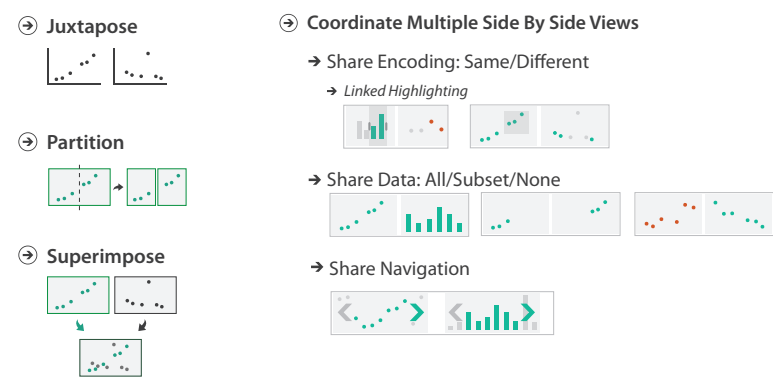 Juxtapose
Partition
Superimpose
Coordinate Multiple Side By Side Views
Share Encoding: Same/Different
Linked Highlighting
Share Data: All/Subset/None
Share Navigation